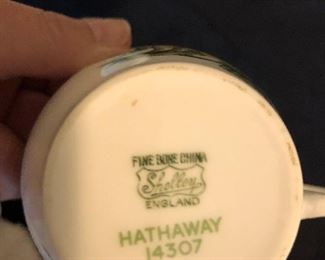 FINE BONE CHINA
Shelley
ENGLAND
HATHAWAY
14307